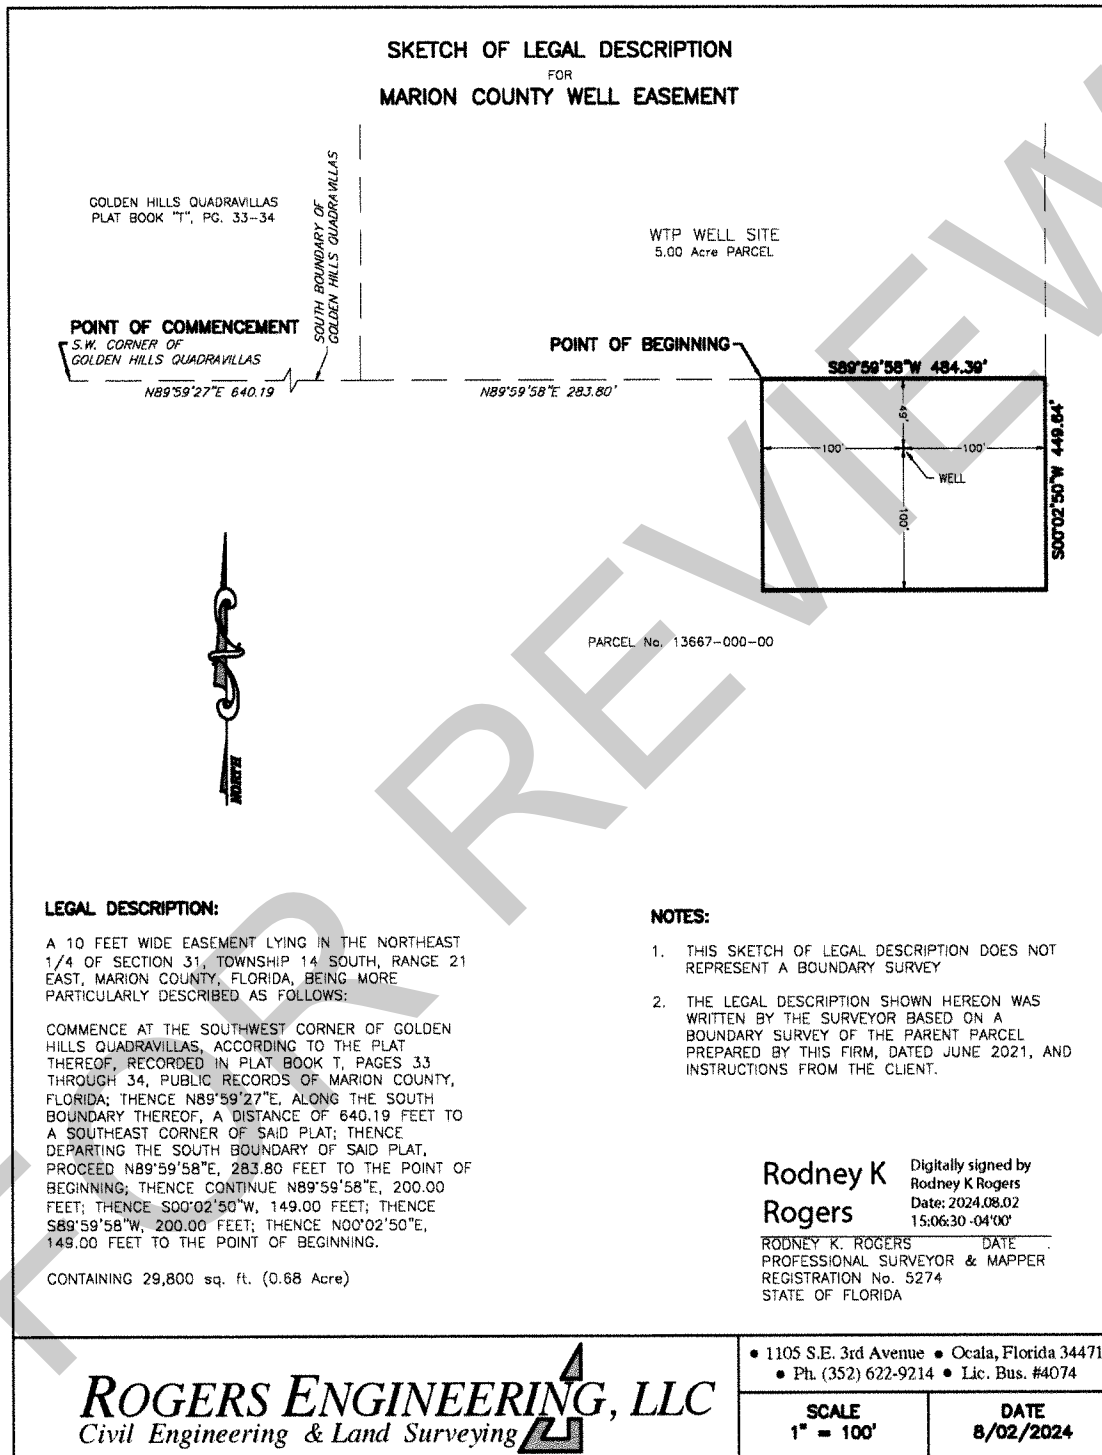 SKETCH OF LEGAL DESCRIPTION
FOR
MARION COUNTY WELL EASEMENT
GOLDEN HILLS QUADRAVILLAS
PLAT BOOK "T", PG. 33-34
SOUTH BOUNDARY OF
GOLDEN HILLS QUADRAVILLAS
WTP WELL SITE
5.00 Acre PARCEL
POINT OF COMMENCEMENT
S.W. CORNER OF
GOLDEN HILLS QUADRAVILLAS
N89°59'27"E 640.19
POINT OF BEGINNING
N89°59'58"E 283.80'
S89°59'58"W 484.39'
49'
100'
100'
WELL
100'
S00°02'50"W 449.64'
PARCEL No. 13667-000-00
NORTH
LEGAL DESCRIPTION:
A 10 FEET WIDE EASEMENT LYING IN THE NORTHEAST
1/4 OF SECTION 31, TOWNSHIP 14 SOUTH, RANGE 21
EAST, MARION COUNTY, FLORIDA, BEING MORE
PARTICULARLY DESCRIBED AS FOLLOWS:
COMMENCE AT THE SOUTHWEST CORNER OF GOLDEN
HILLS QUADRAVILLAS, ACCORDING TO THE PLAT
THEREOF, RECORDED IN PLAT BOOK T, PAGES 33
THROUGH 34, PUBLIC RECORDS OF MARION COUNTY,
FLORIDA; THENCE N89°59'27"E, ALONG THE SOUTH
BOUNDARY THEREOF, A DISTANCE OF 640.19 FEET TO
A SOUTHEAST CORNER OF SAID PLAT; THENCE
DEPARTING THE SOUTH BOUNDARY OF SAID PLAT,
PROCEED N89°59'58"E, 283.80 FEET TO THE POINT OF
BEGINNING; THENCE CONTINUE N89°59'58"E, 200.00
FEET; THENCE S00°02'50"W, 149.00 FEET; THENCE
S89°59'58"W, 200.00 FEET; THENCE N00°02'50"E,
149.00 FEET TO THE POINT OF BEGINNING.
CONTAINING 29,800 sq. ft. (0.68 Acre)
NOTES:
1. THIS SKETCH OF LEGAL DESCRIPTION DOES NOT
REPRESENT A BOUNDARY SURVEY
2. THE LEGAL DESCRIPTION SHOWN HEREON WAS
WRITTEN BY THE SURVEYOR BASED ON A
BOUNDARY SURVEY OF THE PARENT PARCEL
PREPARED BY THIS FIRM, DATED JUNE 2021, AND
INSTRUCTIONS FROM THE CLIENT.
Rodney K
Rogers
Digitally signed by
Rodney K Rogers
Date: 2024.08.02
15:06:30 -04'00'
RODNEY K. ROGERS DATE
PROFESSIONAL SURVEYOR & MAPPER
REGISTRATION No. 5274
STATE OF FLORIDA
ROGERS ENGINEERING, LLC
Civil Engineering & Land Surveying
• 1105 S.E. 3rd Avenue • Ocala, Florida 34471
• Ph. (352) 622-9214 • Lic. Bus. #4074
SCALE
1" = 100'
DATE
8/02/2024
FOR REVIEW